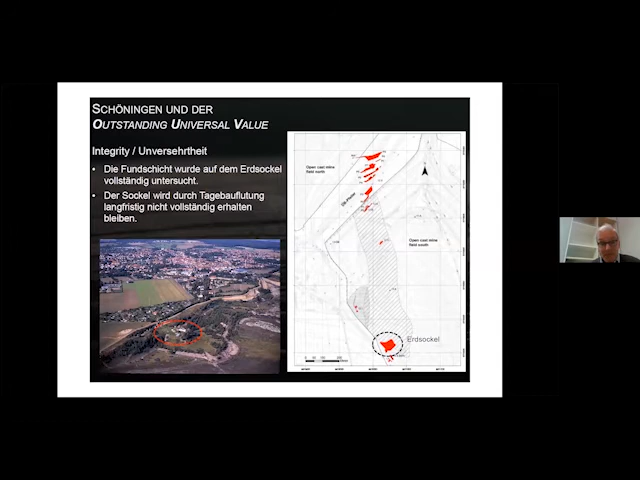 SCHÖNINGEN UND DER
OUTSTANDING UNIVERSAL VALUE
Integrity / Unversehrtheit
• Die Fundschicht wurde auf dem Erdsockel
vollständig untersucht.
• Der Sockel wird durch Tagebauflutung
langfristig nicht vollständig erhalten
bleiben.
Open cast mine
field north
Open cast mine
field south
Erdsockel